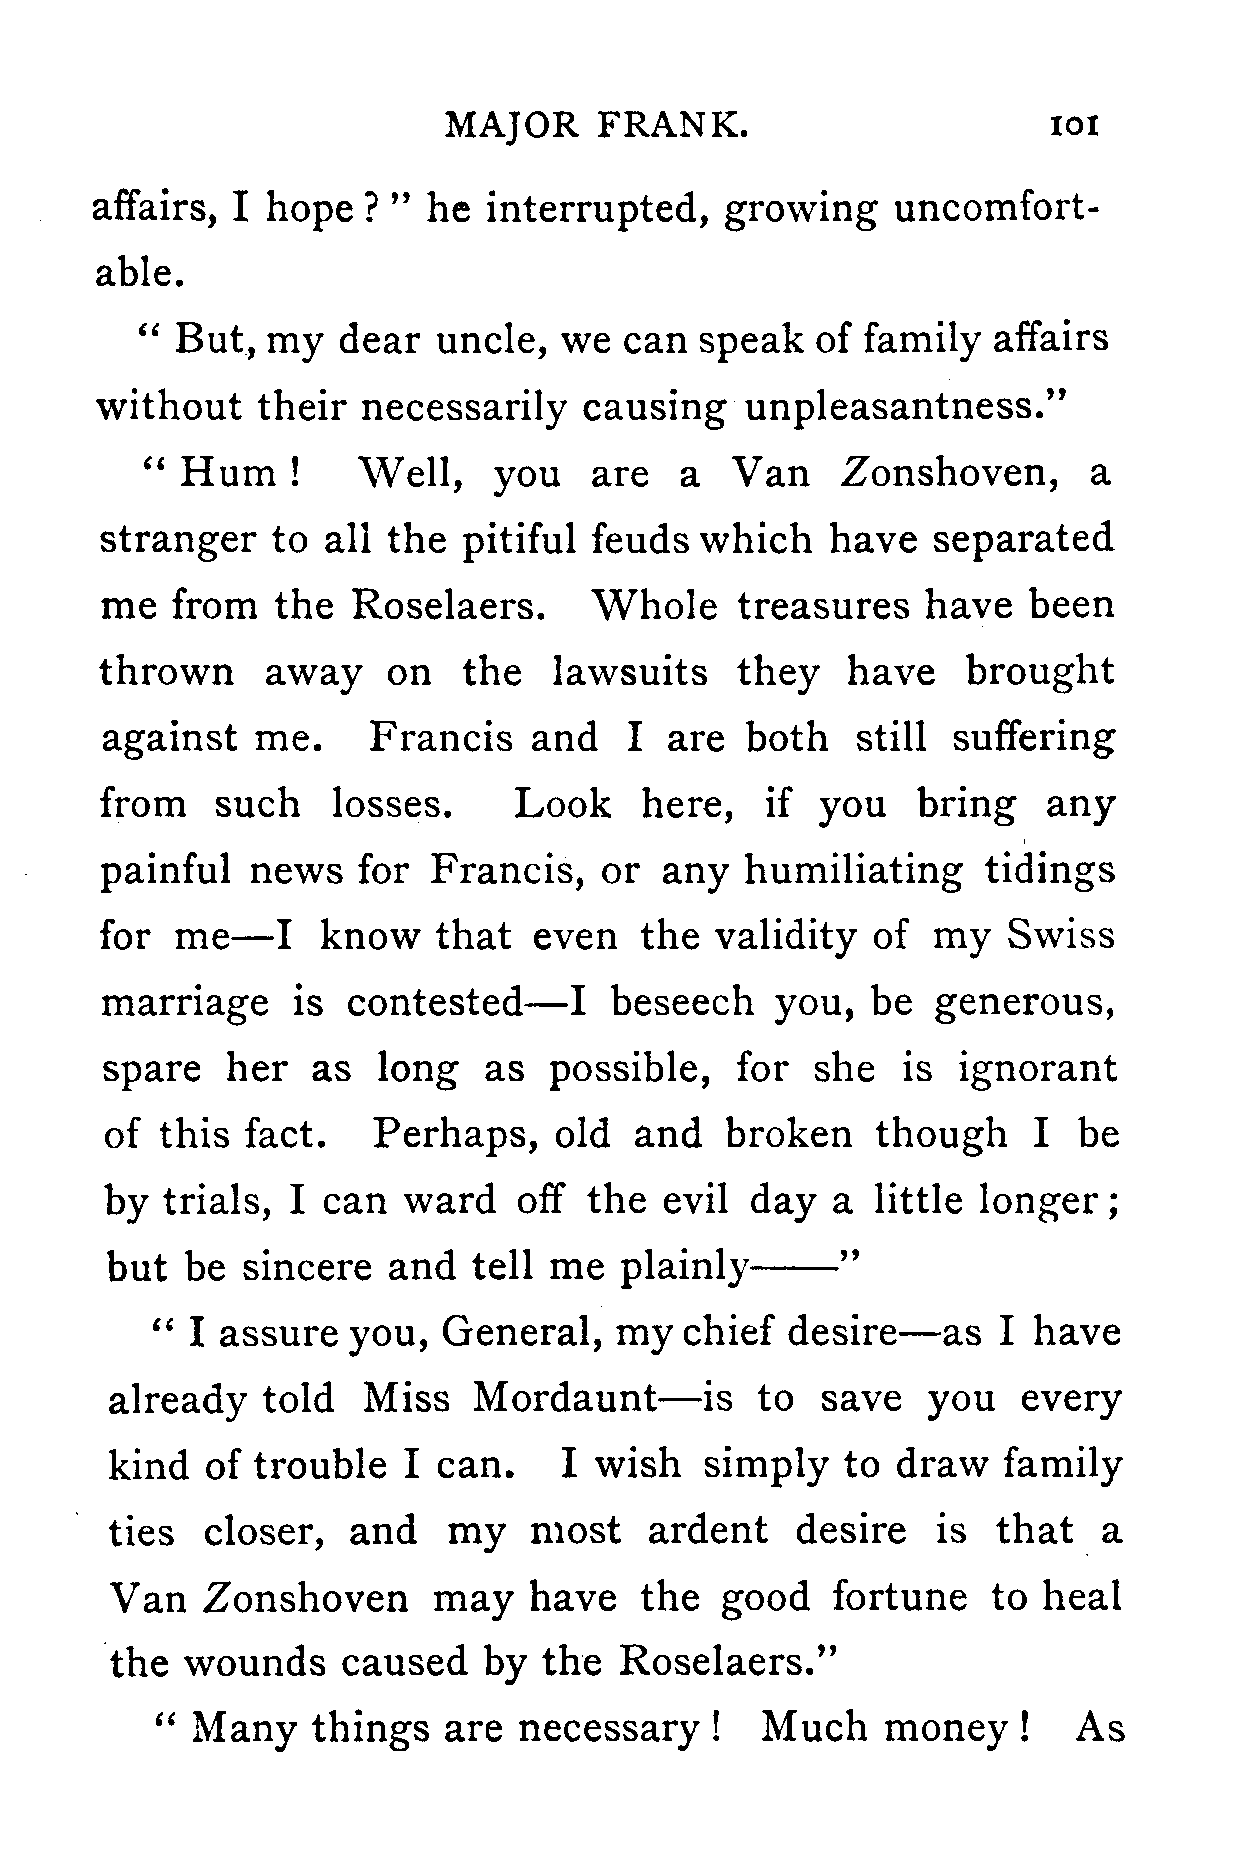 MAJOR FRANK. 101
affairs, I hope ? " he interrupted, growing uncomfort-
able.
" But, my dear uncle, we can speak of family affairs
without their necessarily causing unpleasantness."
" Hum ! Well, you are a Van Zonshoven, a
stranger to all the pitiful feuds which have separated
me from the Roselaers. Whole treasures have been
thrown away on the lawsuits they have brought
against me. Francis and I are both still suffering
from such losses. Look here, if you bring any
painful news for Francis, or any humiliating tidings
for me—I know that even the validity of my Swiss
marriage is contested—I beseech you, be generous,
spare her as long as possible, for she is ignorant
of this fact. Perhaps, old and broken though I be
by trials, I can ward off the evil day a little longer ;
but be sincere and tell me plainly——"
" I assure you, General, my chief desire—as I have
already told Miss Mordaunt—is to save you every
kind of trouble I can. I wish simply to draw family
ties closer, and my most ardent desire is that a
Van Zonshoven may have the good fortune to heal
the wounds caused by the Roselaers."
" Many things are necessary ! Much money ! As